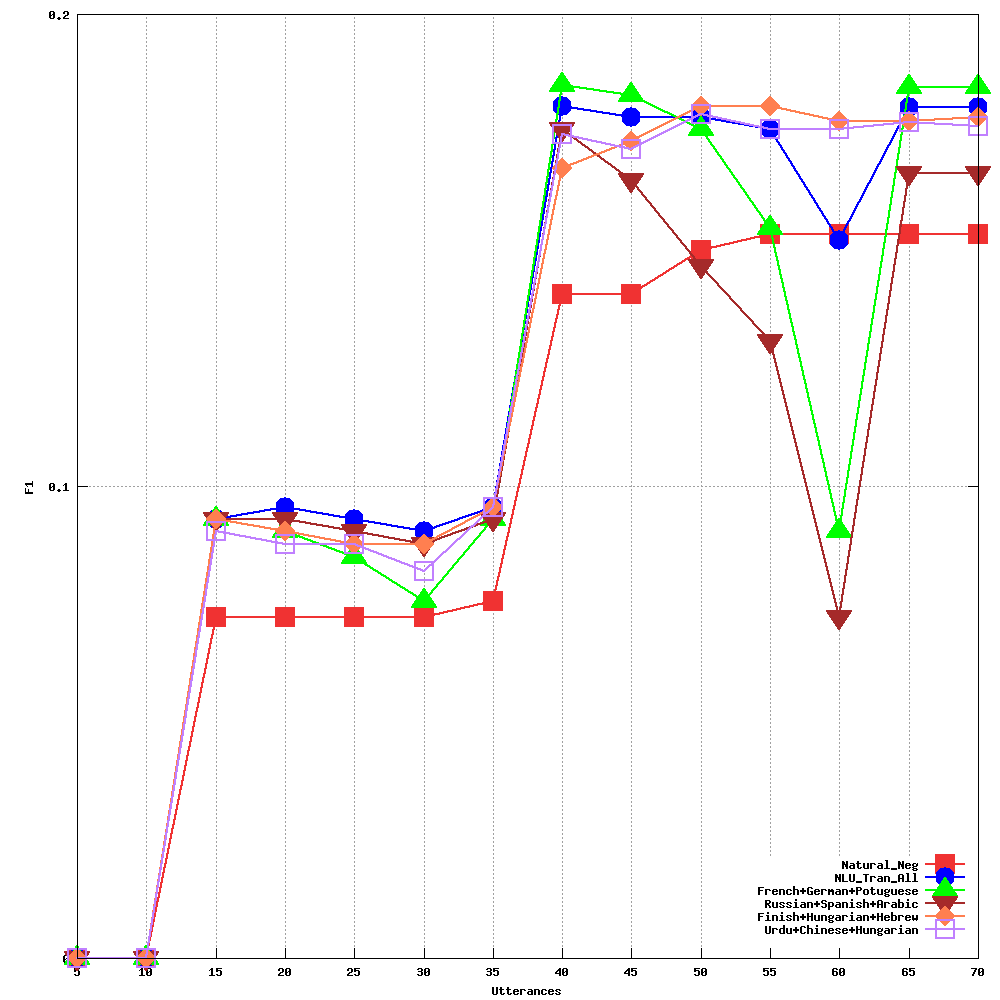 0.2
0.1
F1
0
5 10 15 20 25 30 35 40 45 50 55 60 65 70
Utterances
Natural_Neg
NLU_Tran_All
French+German+Potuguese
Russian+Spanish+Arabic
Finish+Hungarian+Hebrew
Urdu+Chinese+Hungarian